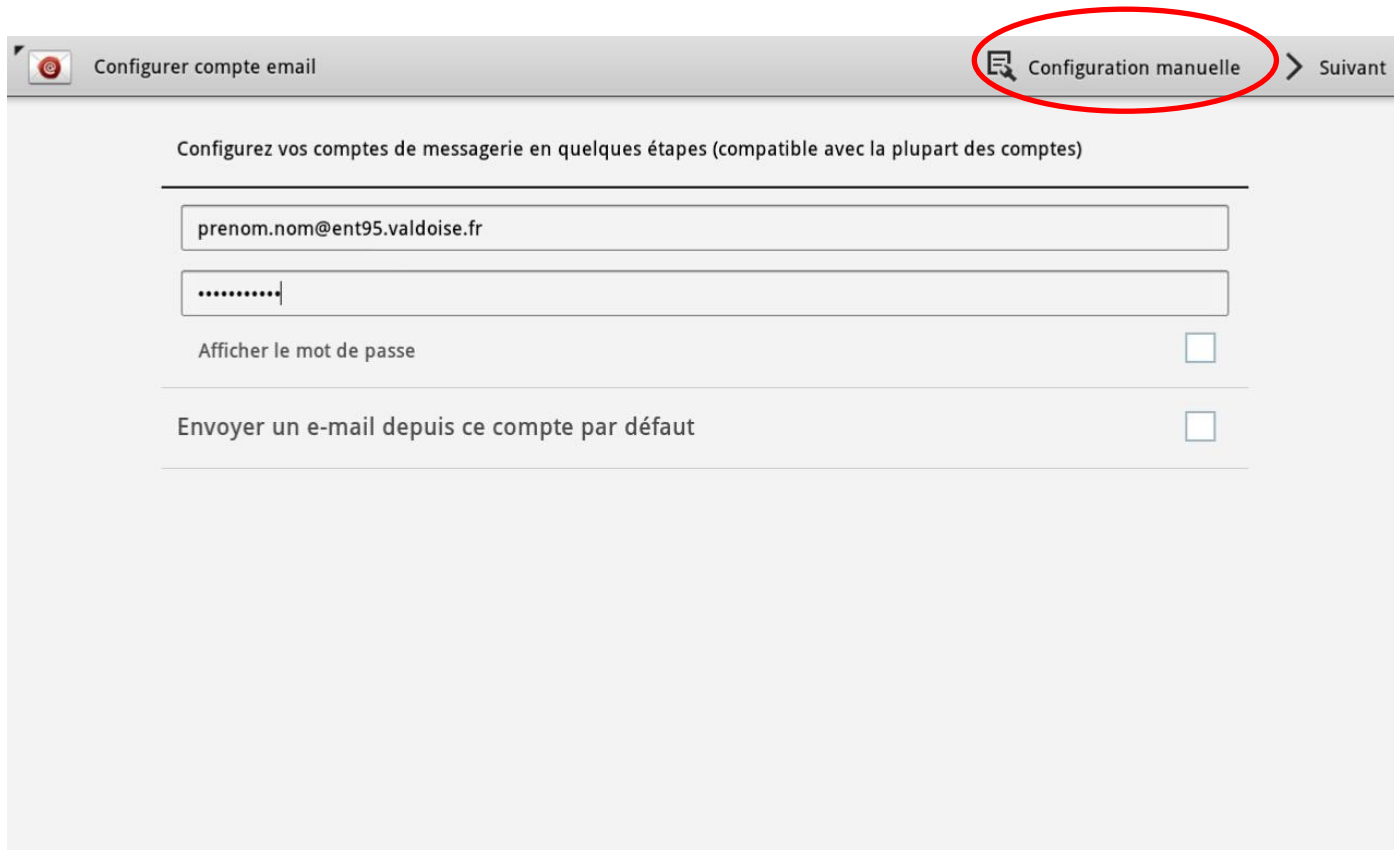 Configurer compte email
Configuration manuelle
Suivant
Configurez vos comptes de messagerie en quelques étapes (compatible avec la plupart des comptes)
prenom.nom@ent95.valdoise.fr
•••••••••••
Afficher le mot de passe
Envoyer un e-mail depuis ce compte par défaut